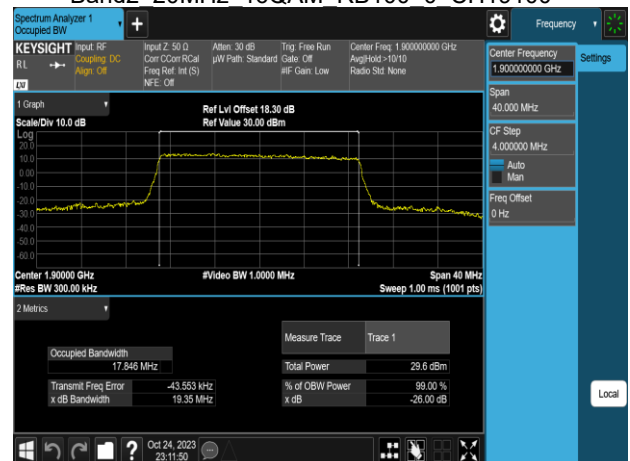 Band2_20MHz_16QAM_RB100_0_CH19100
Spectrum Analyzer 1
Occupied BW
Frequency
KEYSIGHT
RL
LXI
Input: RF
Coupling: DC
Align: Off
Input Z: 50 Ω
Corr CCorr RCal
Freq Ref: Int (S)
NFE: Off
Atten: 30 dB
µW Path: Standard
Trig: Free Run
Gate: Off
#IF Gain: Low
Center Freq: 1.900000000 GHz
Avg|Hold:>10/10
Radio Std: None
Center Frequency
1.900000000 GHz
Settings
Span
40.000 MHz
CF Step
4.000000 MHz
Auto
Man
Freq Offset
0 Hz
Local
1 Graph
Scale/Div 10.0 dB
Ref Lvl Offset 18.30 dB
Ref Value 30.00 dBm
Log
20.0
10.0
0.00
-10.0
-20.0
-30.0
-40.0
-50.0
-60.0
Center 1.90000 GHz
#Res BW 300.00 kHz
#Video BW 1.0000 MHz
Span 40 MHz
Sweep 1.00 ms (1001 pts)
2 Metrics
Measure Trace Trace 1
Occupied Bandwidth
17.846 MHz
Total Power 29.6 dBm
Transmit Freq Error -43.553 kHz
% of OBW Power 99.00 %
x dB Bandwidth 19.35 MHz
x dB -26.00 dB
?
Oct 24, 2023
23:11:50